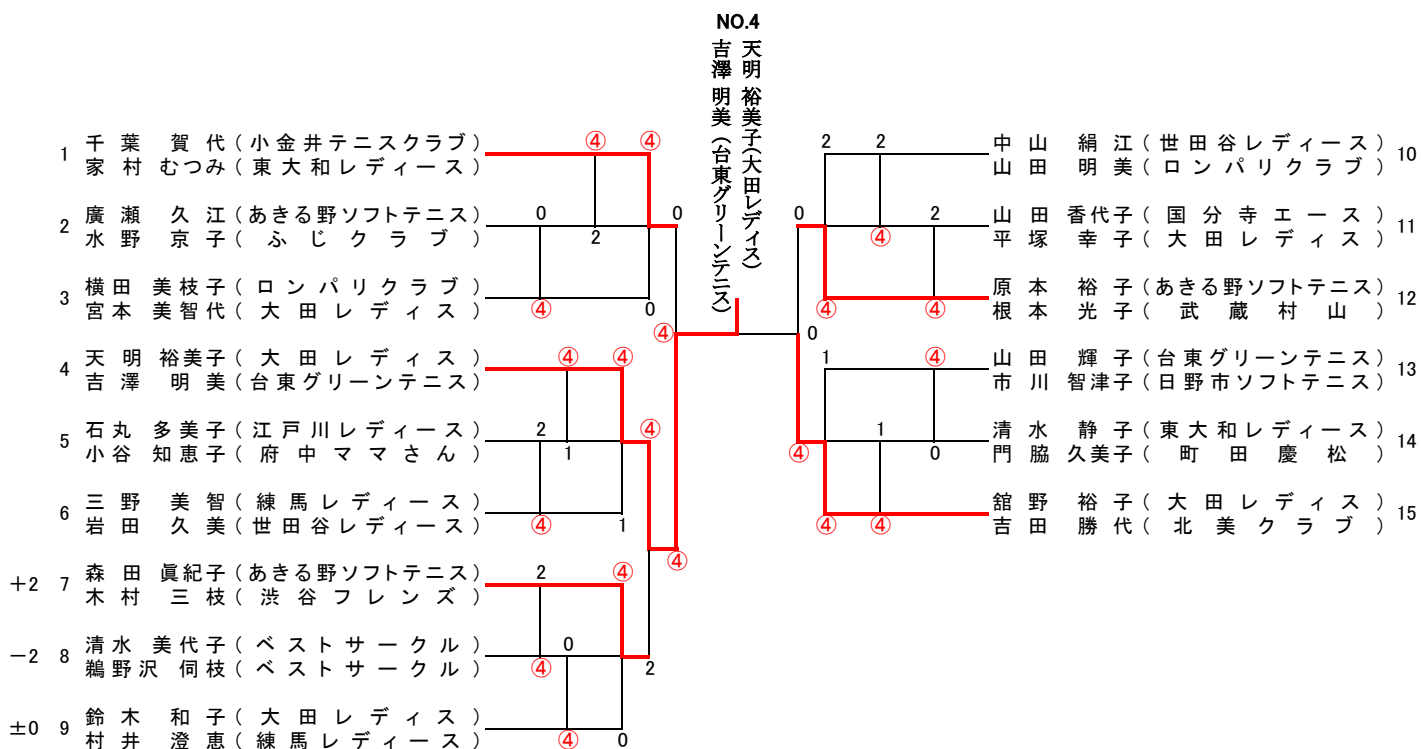 NO.4
天明 裕美子(大田レディス)
吉澤 明美(台東グリーンテニス)
1 千葉 賀代(小金井テニスクラブ)
家村 むつみ(東大和レディース)
④ ④
2 廣瀬 久江(あきる野ソフトテニス)
水野 京子(ふじクラブ)
0 2 0
3 横田 美枝子(ロンパリクラブ)
宮本 美智代(大田レディス)
④ 0
④
4 天明 裕美子(大田レディス)
吉澤 明美(台東グリーンテニス)
④ ④
5 石丸 多美子(江戸川レディース)
小谷 知恵子(府中ママさん)
2 1 ④
6 三野 美智(練馬レディース)
岩田 久美(世田谷レディース)
④ 1
④
+2 7 森田 眞紀子(あきる野ソフトテニス)
木村 三枝(渋谷フレンズ)
2 ④
-2 8 清水 美代子(ベストサークル)
鵜野沢 伺枝(ベストサークル)
④ 0 2
±0 9 鈴木 和子(大田レディス)
村井 澄恵(練馬レディース)
④ 0
2 2
中山 絹江(世田谷レディース) 10
山田 明美(ロンパリクラブ)
0 ④ 2
山田 香代子(国分寺エース) 11
平塚 幸子(大田レディス)
④ ④
原本 裕子(あきる野ソフトテニス) 12
根本 光子(武蔵村山)
0
1 ④
山田 輝子(台東グリーンテニス) 13
市川 智津子(日野市ソフトテニス)
④ 1 0
清水 静子(東大和レディース) 14
門脇 久美子(町田慶松)
④ ④
舘野 裕子(大田レディス) 15
吉田 勝代(北美クラブ)